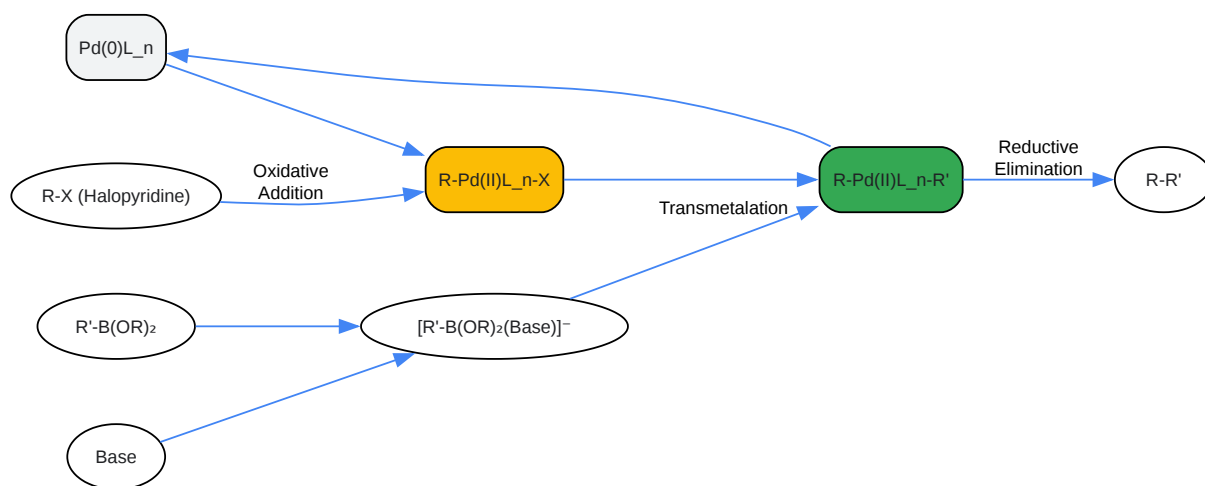 Pd(0)L_n
R-X (Halopyridine)
Oxidative
Addition
R-Pd(II)L_n-X
R-Pd(II)L_n-R'
Reductive
Elimination
R-R'
Transmetalation
R'-B(OR)₂
[R'-B(OR)₂(Base)]⁻
Base